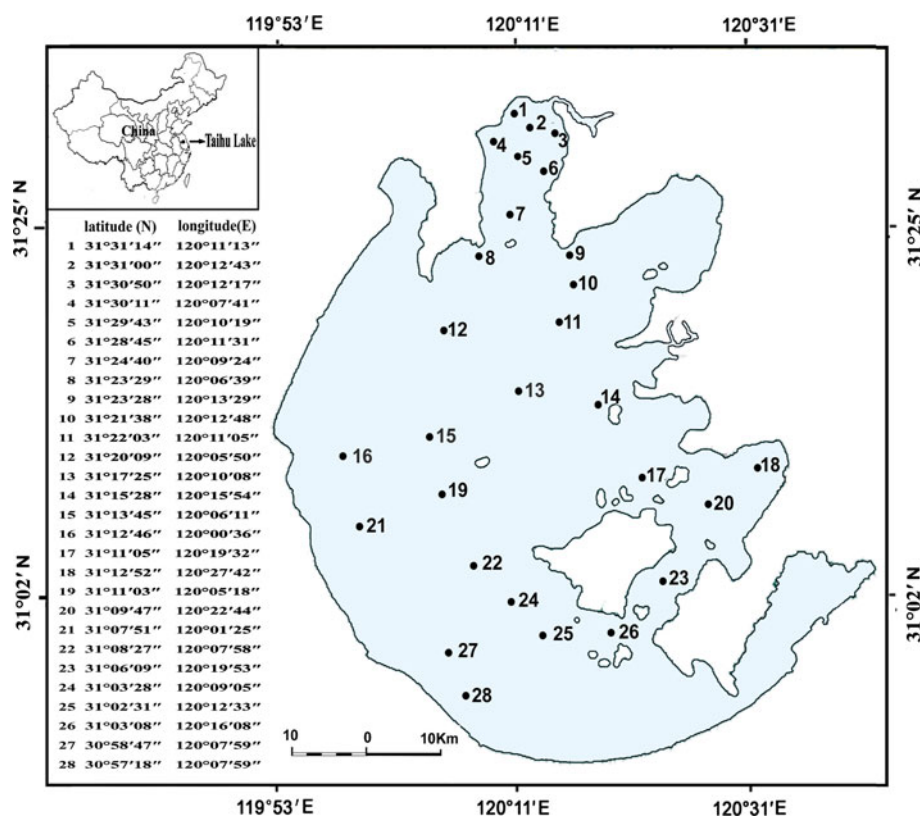 119°53′E 120°11′E 120°31′E
China
Taihu Lake
31°25′ N
31°25′ N
31°02′ N
31°02′ N
latitude (N) longitude(E)
1 31°31′14″ 120°11′13″
2 31°31′00″ 120°12′43″
3 31°30′50″ 120°12′17″
4 31°30′11″ 120°07′41″
5 31°29′43″ 120°10′19″
6 31°28′45″ 120°11′31″
7 31°24′40″ 120°09′24″
8 31°23′29″ 120°06′39″
9 31°23′28″ 120°13′29″
10 31°21′38″ 120°12′48″
11 31°22′03″ 120°11′05″
12 31°20′09″ 120°05′50″
13 31°17′25″ 120°10′08″
14 31°15′28″ 120°15′54″
15 31°13′45″ 120°06′11″
16 31°12′46″ 120°00′36″
17 31°11′05″ 120°19′32″
18 31°12′52″ 120°27′42″
19 31°11′03″ 120°05′18″
20 31°09′47″ 120°22′44″
21 31°07′51″ 120°01′25″
22 31°08′27″ 120°07′58″
23 31°06′09″ 120°19′53″
24 31°03′28″ 120°09′05″
25 31°02′31″ 120°12′33″
26 31°03′08″ 120°16′08″
27 30°58′47″ 120°07′59″
28 30°57′18″ 120°07′59″
1
2
3
4
5
6
7
8
9
10
11
12
13
14
15
16
17
18
19
20
21
22
23
24
25
26
27
28
10 0 10Km
119°53′E 120°11′E 120°31′E